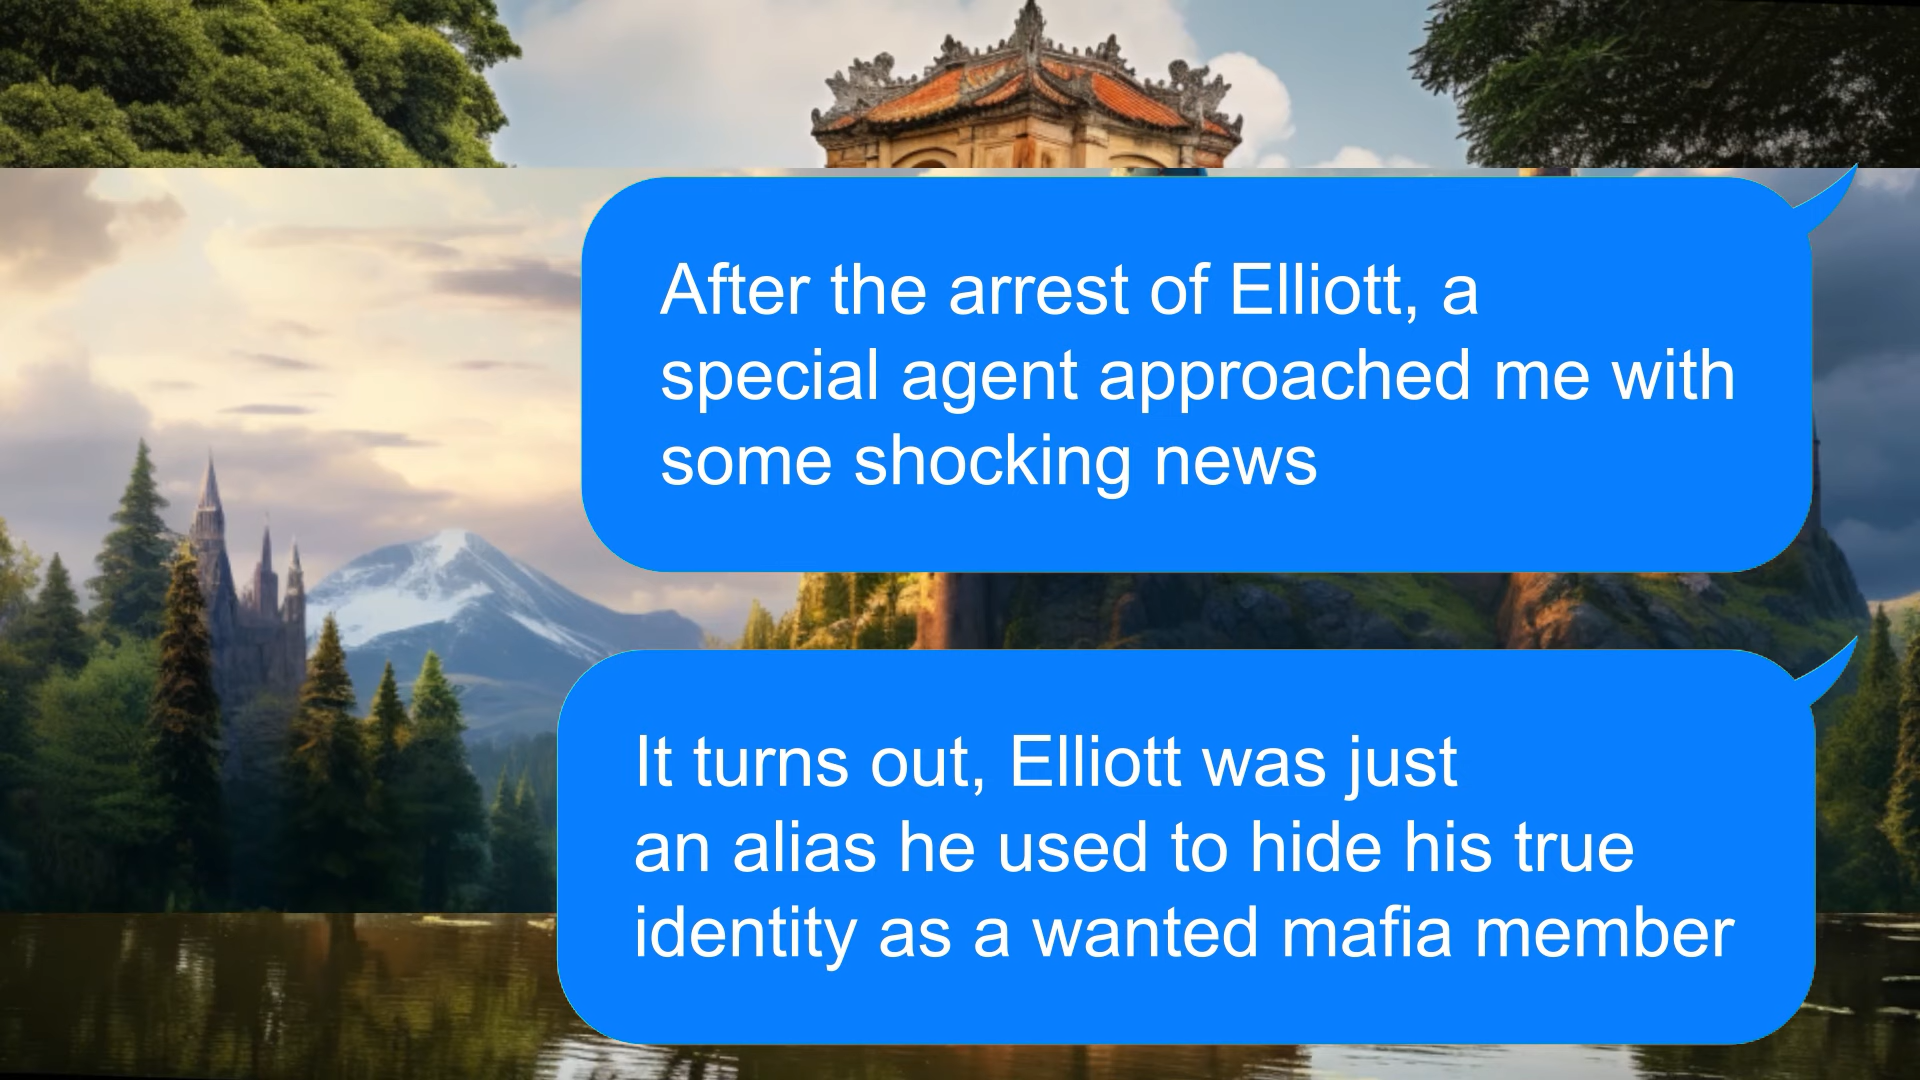 After the arrest of Elliott, a
special agent approached me with
some shocking news
It turns out, Elliott was just
an alias he used to hide his true
identity as a wanted mafia member